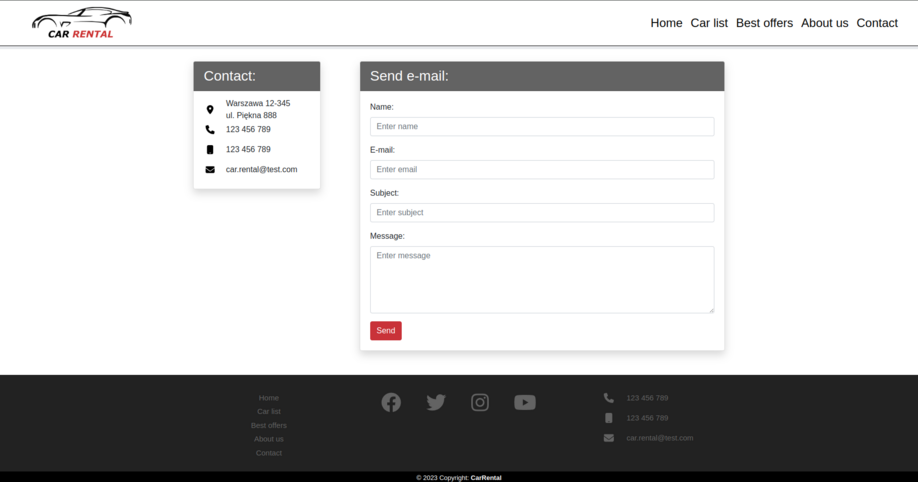 CAR RENTAL
Home Car list Best offers About us Contact
Contact:
Warszawa 12-345
ul. Piękna 888
123 456 789
123 456 789
car.rental@test.com
Send e-mail:
Name:
Enter name
E-mail:
Enter email
Subject:
Enter subject
Message:
Enter message
Send
Home
Car list
Best offers
About us
Contact
123 456 789
123 456 789
car.rental@test.com
© 2023 Copyright: CarRental